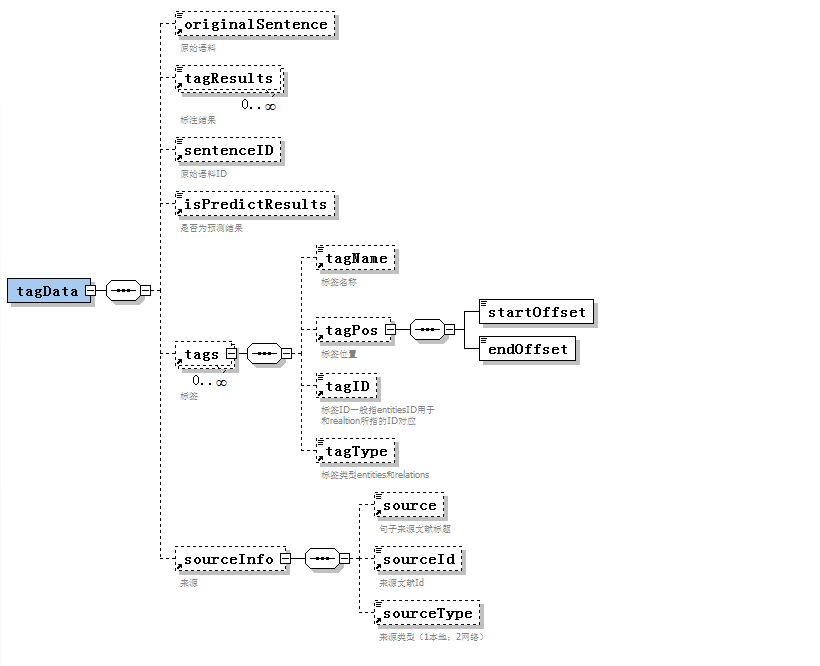 originalSentence
原始语料
tagResults
0..∞
标注结果
sentenceID
原始语料ID
isPredictResults
是否为预测结果
tagData
tags
0..∞
标签
tagName
标签名称
tagPos
标签位置
startOffset
endOffset
tagID
标签ID一般指entitiesID用于
和realtion所指的ID对应
tagType
标签类型entities和relations
sourceInfo
来源
source
句子来源文献标题
sourceId
来源文献Id
sourceType
来源类型（1本地；2网络）